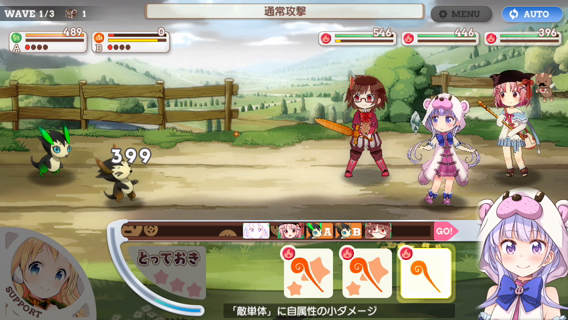 WAVE 1/3
1
通常攻撃
MENU
AUTO
489
A
0
B
546
446
396
399
A
B
GO!
とっておき
SUPPORT
「敵単体」に自属性の小ダメージ